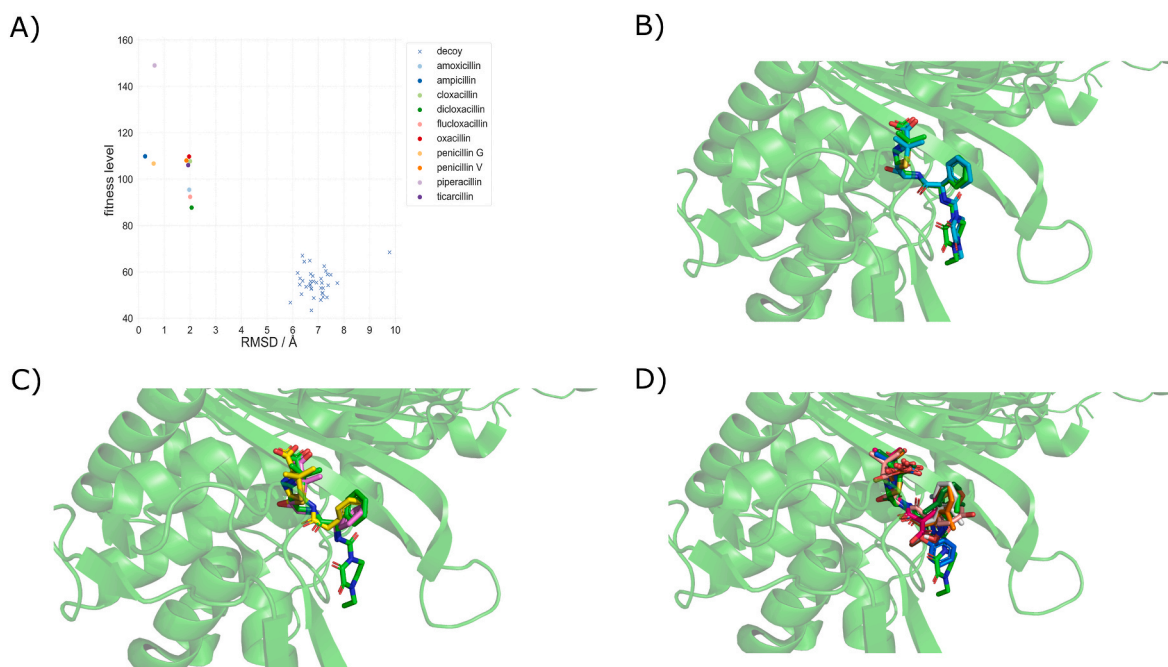 A)
160
140
120
100
80
60
40
fitness level
0 1 2 3 4 5 6 7 8 9 10
RMSD / Å
decoy
amoxicillin
ampicillin
cloxacillin
dicloxacillin
flucloxacillin
oxacillin
penicillin G
penicillin V
piperacillin
ticarcillin
B)
C)
D)